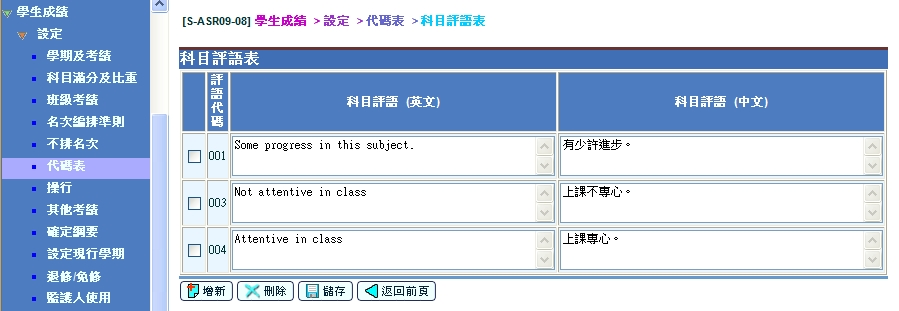 學生成績
設定
學期及考績
科目滿分及比重
班級考績
名次編排準則
不排名次
代碼表
操行
其他考績
確定綱要
設定現行學期
退修/免修
監護人使用
[S-ASR09-08] 學生成績 > 設定 > 代碼表 > 科目評語表
科目評語表
評語代碼 科目評語 (英文) 科目評語 (中文)
001 Some progress in this subject. 有少許進步。
003 Not attentive in class 上課不專心。
004 Attentive in class 上課專心。
增新 刪除 儲存 返回前頁